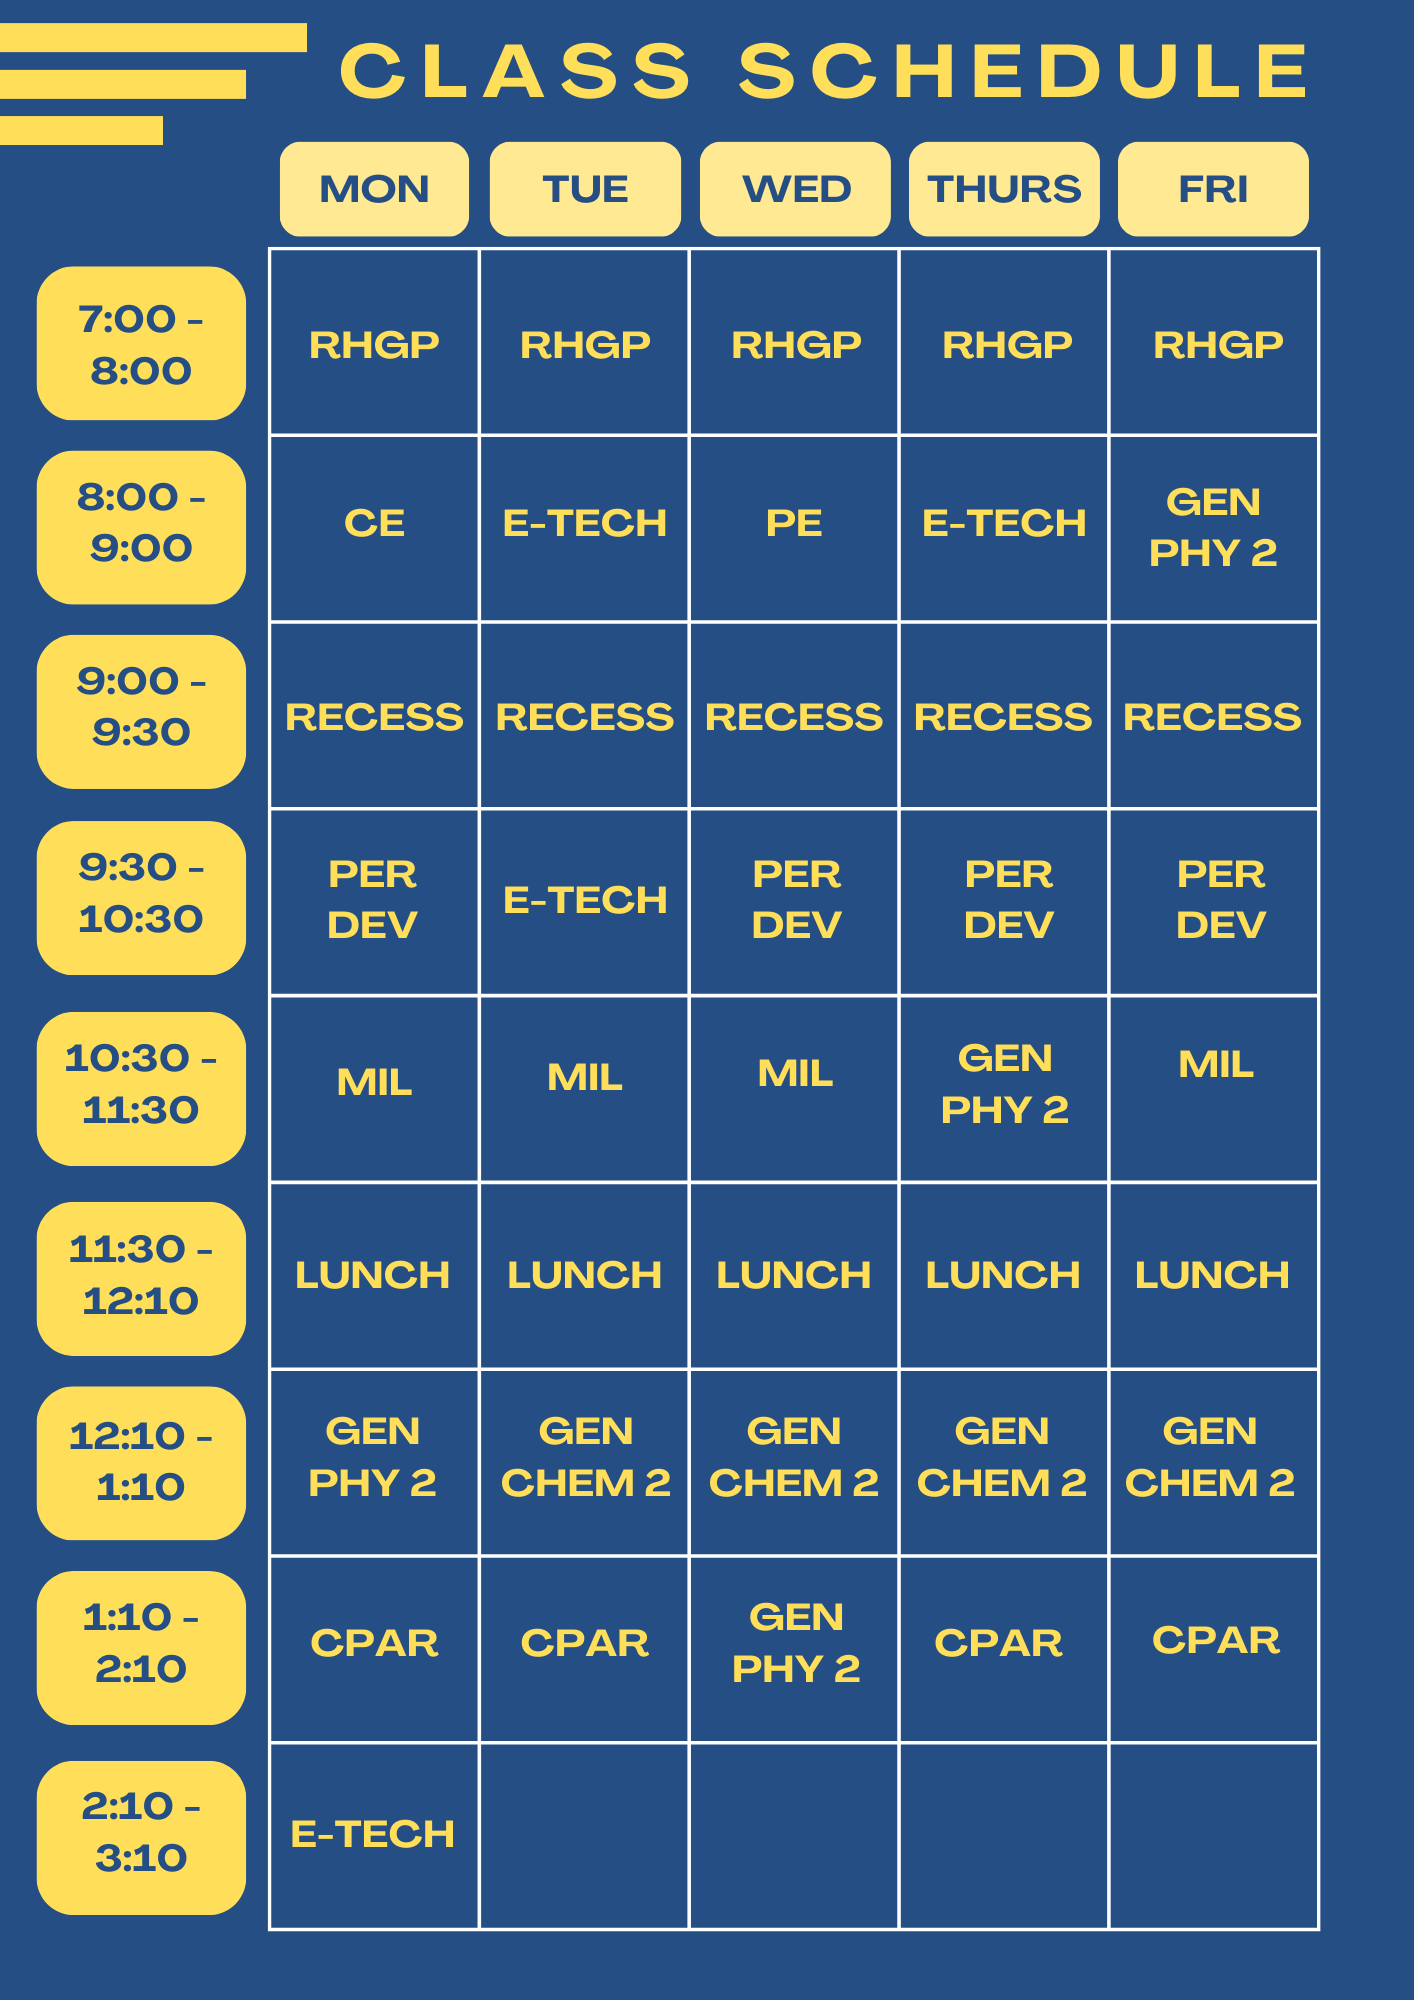 CLASS SCHEDULE
MON TUE WED THURS FRI
7:00 -
8:00
RHGP RHGP RHGP RHGP RHGP
8:00 -
9:00
CE E-TECH PE E-TECH GEN
PHY 2
9:00 -
9:30
RECESS RECESS RECESS RECESS RECESS
9:30 -
10:30
PER
DEV
E-TECH
PER
DEV
PER
DEV
PER
DEV
10:30 -
11:30
MIL MIL MIL GEN
PHY 2
MIL
11:30 -
12:10
LUNCH LUNCH LUNCH LUNCH LUNCH
12:10 -
1:10
GEN
PHY 2
GEN
CHEM 2
GEN
CHEM 2
GEN
CHEM 2
GEN
CHEM 2
1:10 -
2:10
CPAR CPAR GEN
PHY 2
CPAR CPAR
2:10 -
3:10
E-TECH